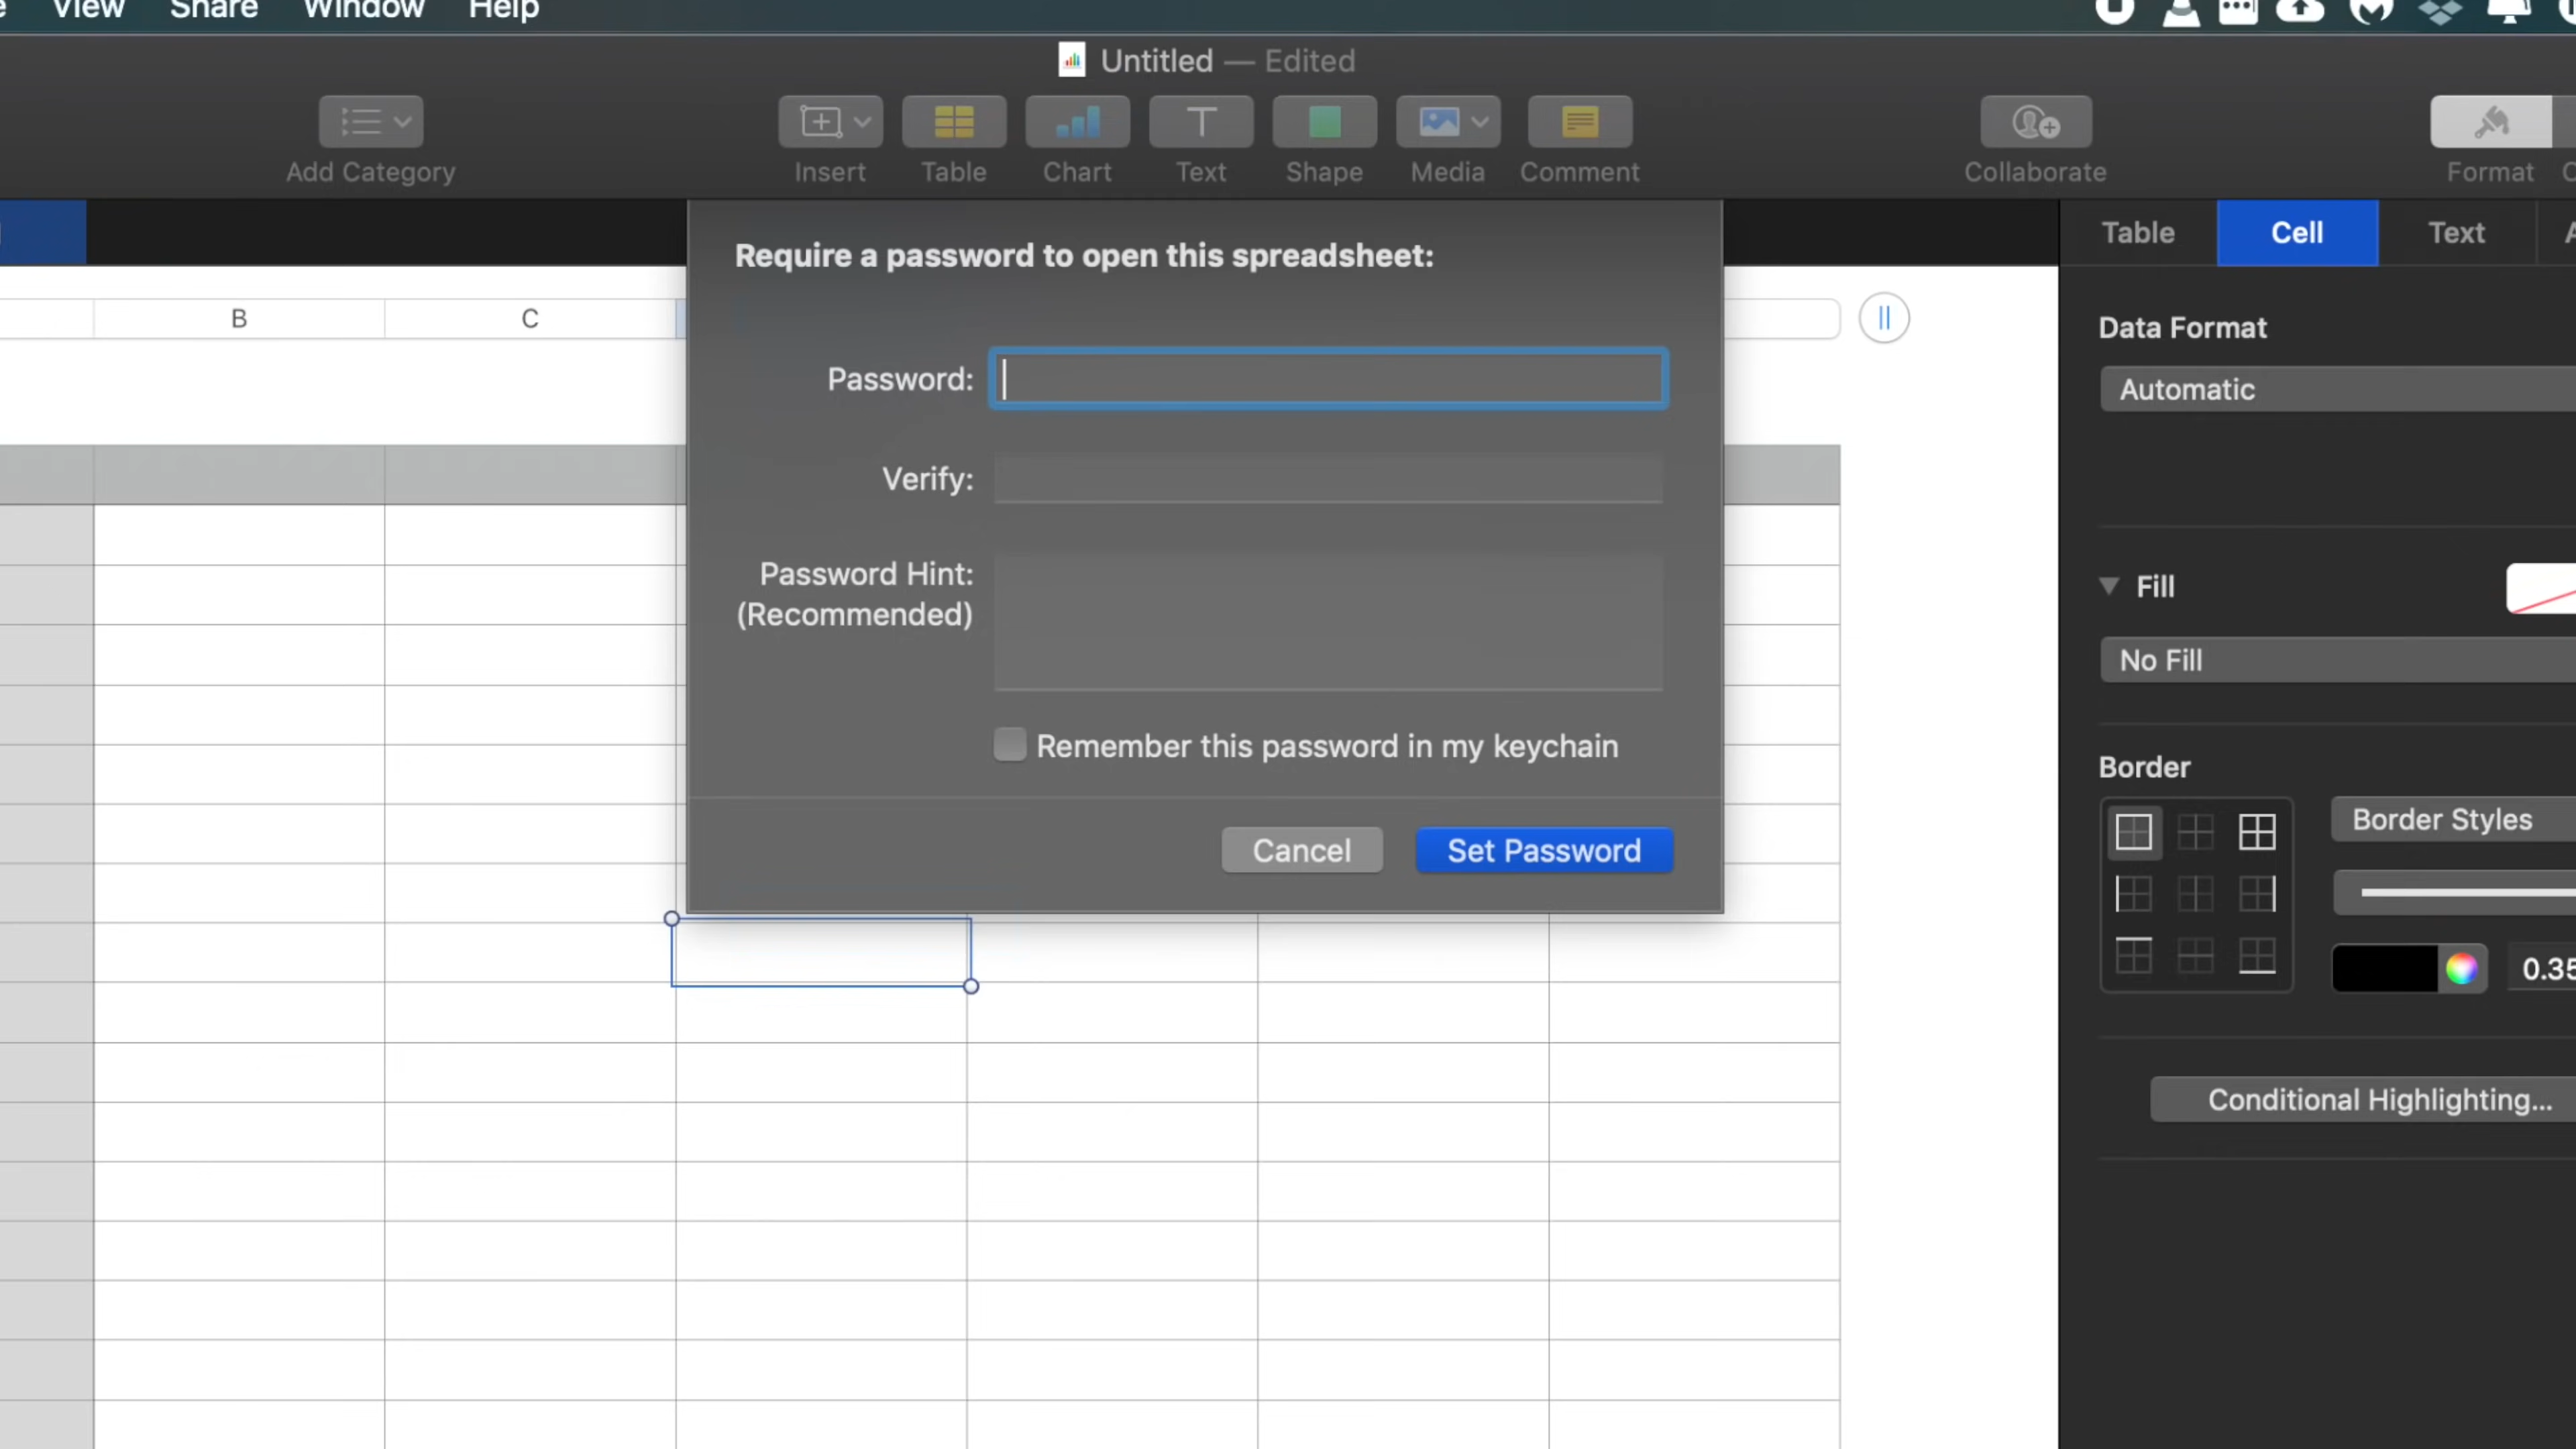 View Share Window Help
Untitled — Edited
Add Category Insert Table Chart Text Shape Media Comment Collaborate Format
Table Cell Text
Require a password to open this spreadsheet:
B C
Data Format
Password:
Automatic
Verify:
Password Hint:
(Recommended)
Fill
No Fill
Remember this password in my keychain
Border
Border Styles
Cancel Set Password
0.35
Conditional Highlighting...